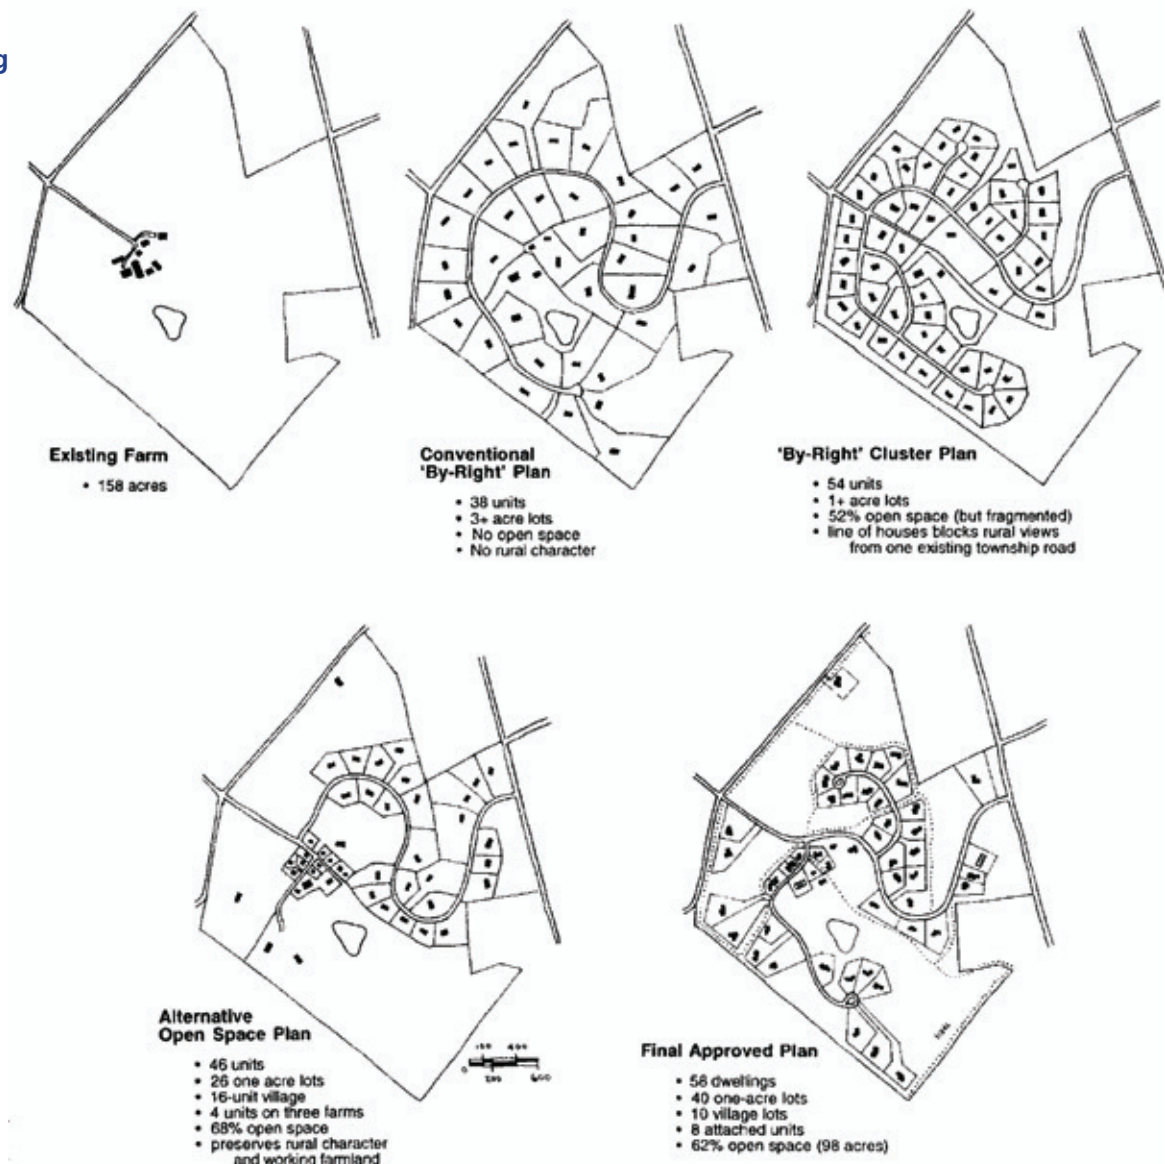 g
Existing Farm
• 158 acres
Conventional
'By-Right' Plan
• 38 units
• 3+ acre lots
• No open space
• No rural character
'By-Right' Cluster Plan
• 54 units
• 1+ acre lots
• 52% open space (but fragmented)
• line of houses blocks rural views
from one existing township road
Alternative
Open Space Plan
• 46 units
• 26 one acre lots
• 16-unit village
• 4 units on three farms
• 68% open space
• preserves rural character
and working farmland
0 200 400 600
Final Approved Plan
• 58 dwellings
• 40 one-acre lots
• 10 village lots
• 8 attached units
• 62% open space (98 acres)